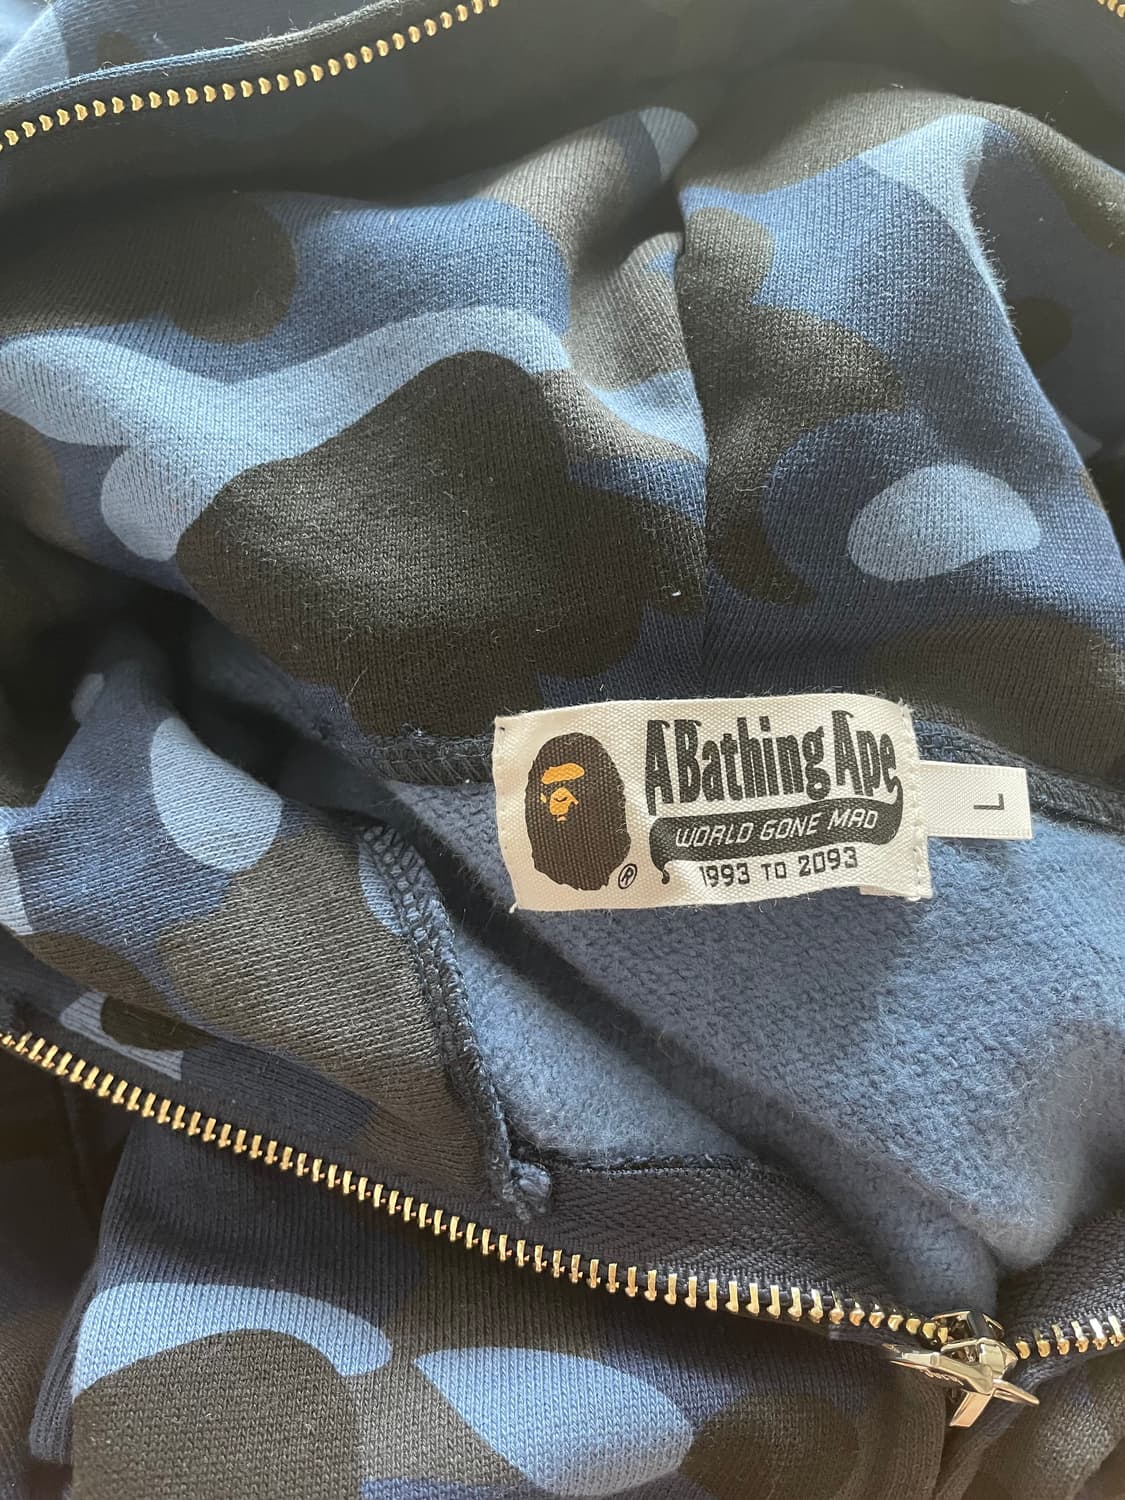 A Bathing Ape
WORLD GONE MAD
1993 TO 2093
®
L